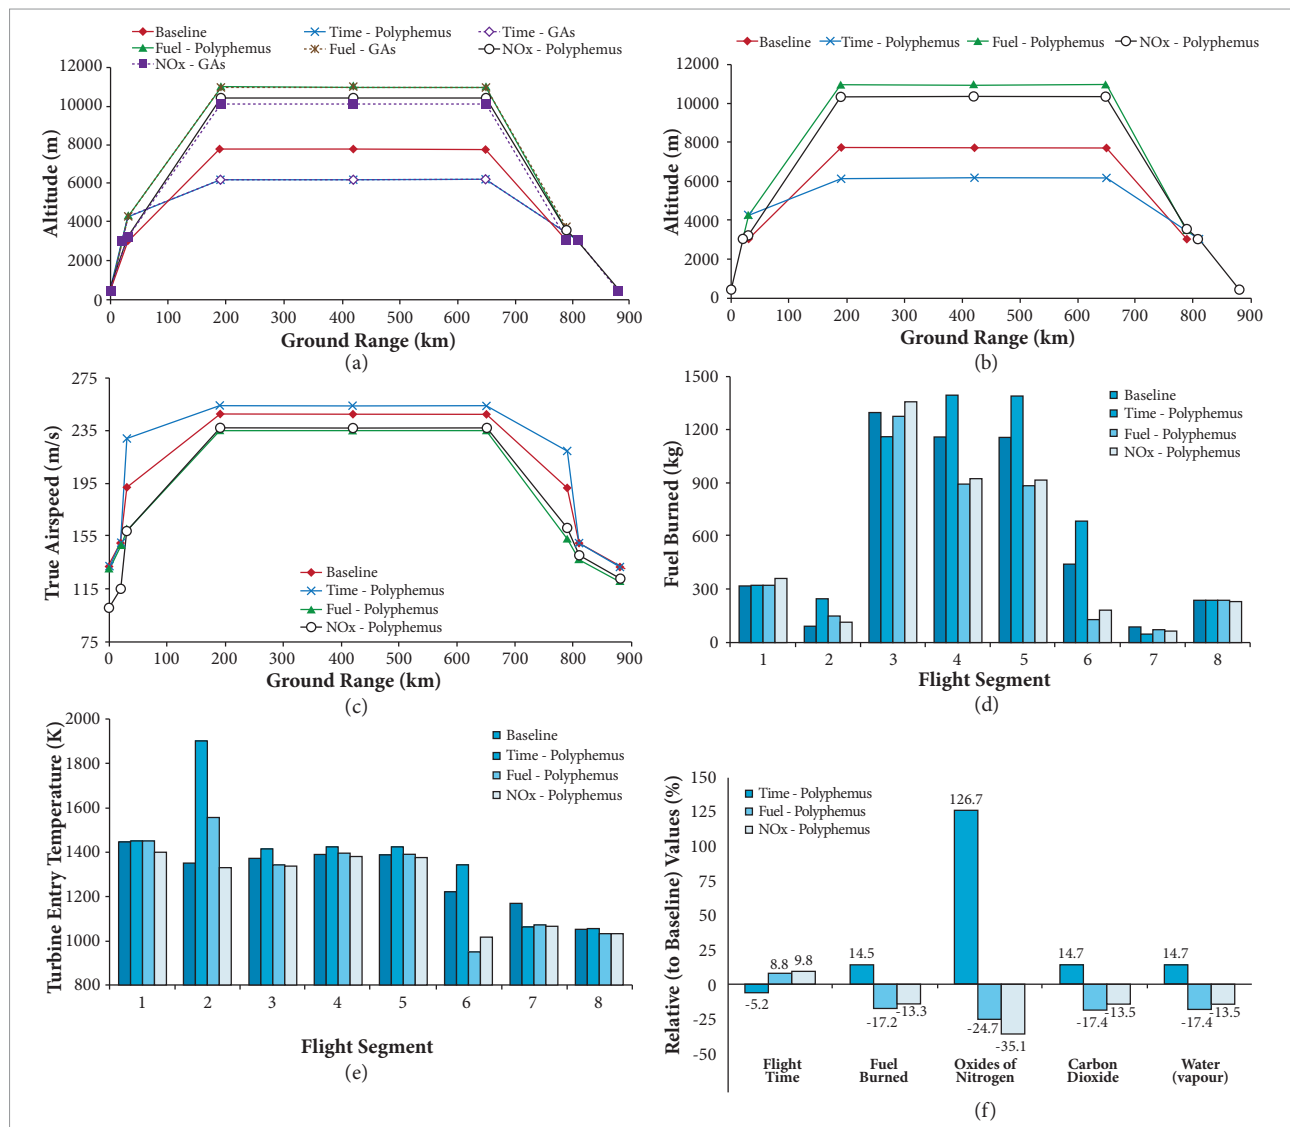 Baseline
Time - Polyphemus
Time - GAs
Fuel - Polyphemus
Fuel - GAs
NOx - Polyphemus
NOx - GAs
12000
10000
8000
6000
4000
2000
0
Altitude (m)
0 100 200 300 400 500 600 700 800 900
Ground Range (km)
(a)
Baseline
Time - Polyphemus
Fuel - Polyphemus
NOx - Polyphemus
12000
10000
8000
6000
4000
2000
0
Altitude (m)
0 100 200 300 400 500 600 700 800 900
Ground Range (km)
(b)
275
235
195
155
115
75
True Airspeed (m/s)
Baseline
Time - Polyphemus
Fuel - Polyphemus
NOx - Polyphemus
0 100 200 300 400 500 600 700 800 900
Ground Range (km)
(c)
1500
1200
900
600
300
0
Fuel Burned (kg)
Baseline
Time - Polyphemus
Fuel - Polyphemus
NOx - Polyphemus
1 2 3 4 5 6 7 8
Flight Segment
(d)
2000
1800
1600
1400
1200
1000
800
Turbine Entry Temperature (K)
Baseline
Time - Polyphemus
Fuel - Polyphemus
NOx - Polyphemus
1 2 3 4 5 6 7 8
Flight Segment
(e)
150
125
100
75
50
25
0
-25
-50
Relative (to Baseline) Values (%)
Time - Polyphemus
Fuel - Polyphemus
NOx - Polyphemus
126.7
8.8 9.8 14.5 14.7 14.7
-5.2 -17.2 -13.3 -24.7 -35.1 -17.4 -13.5 -17.4 -13.5
Flight Fuel Oxides of Carbon Water
Time Burned Nitrogen Dioxide (vapour)
(f)